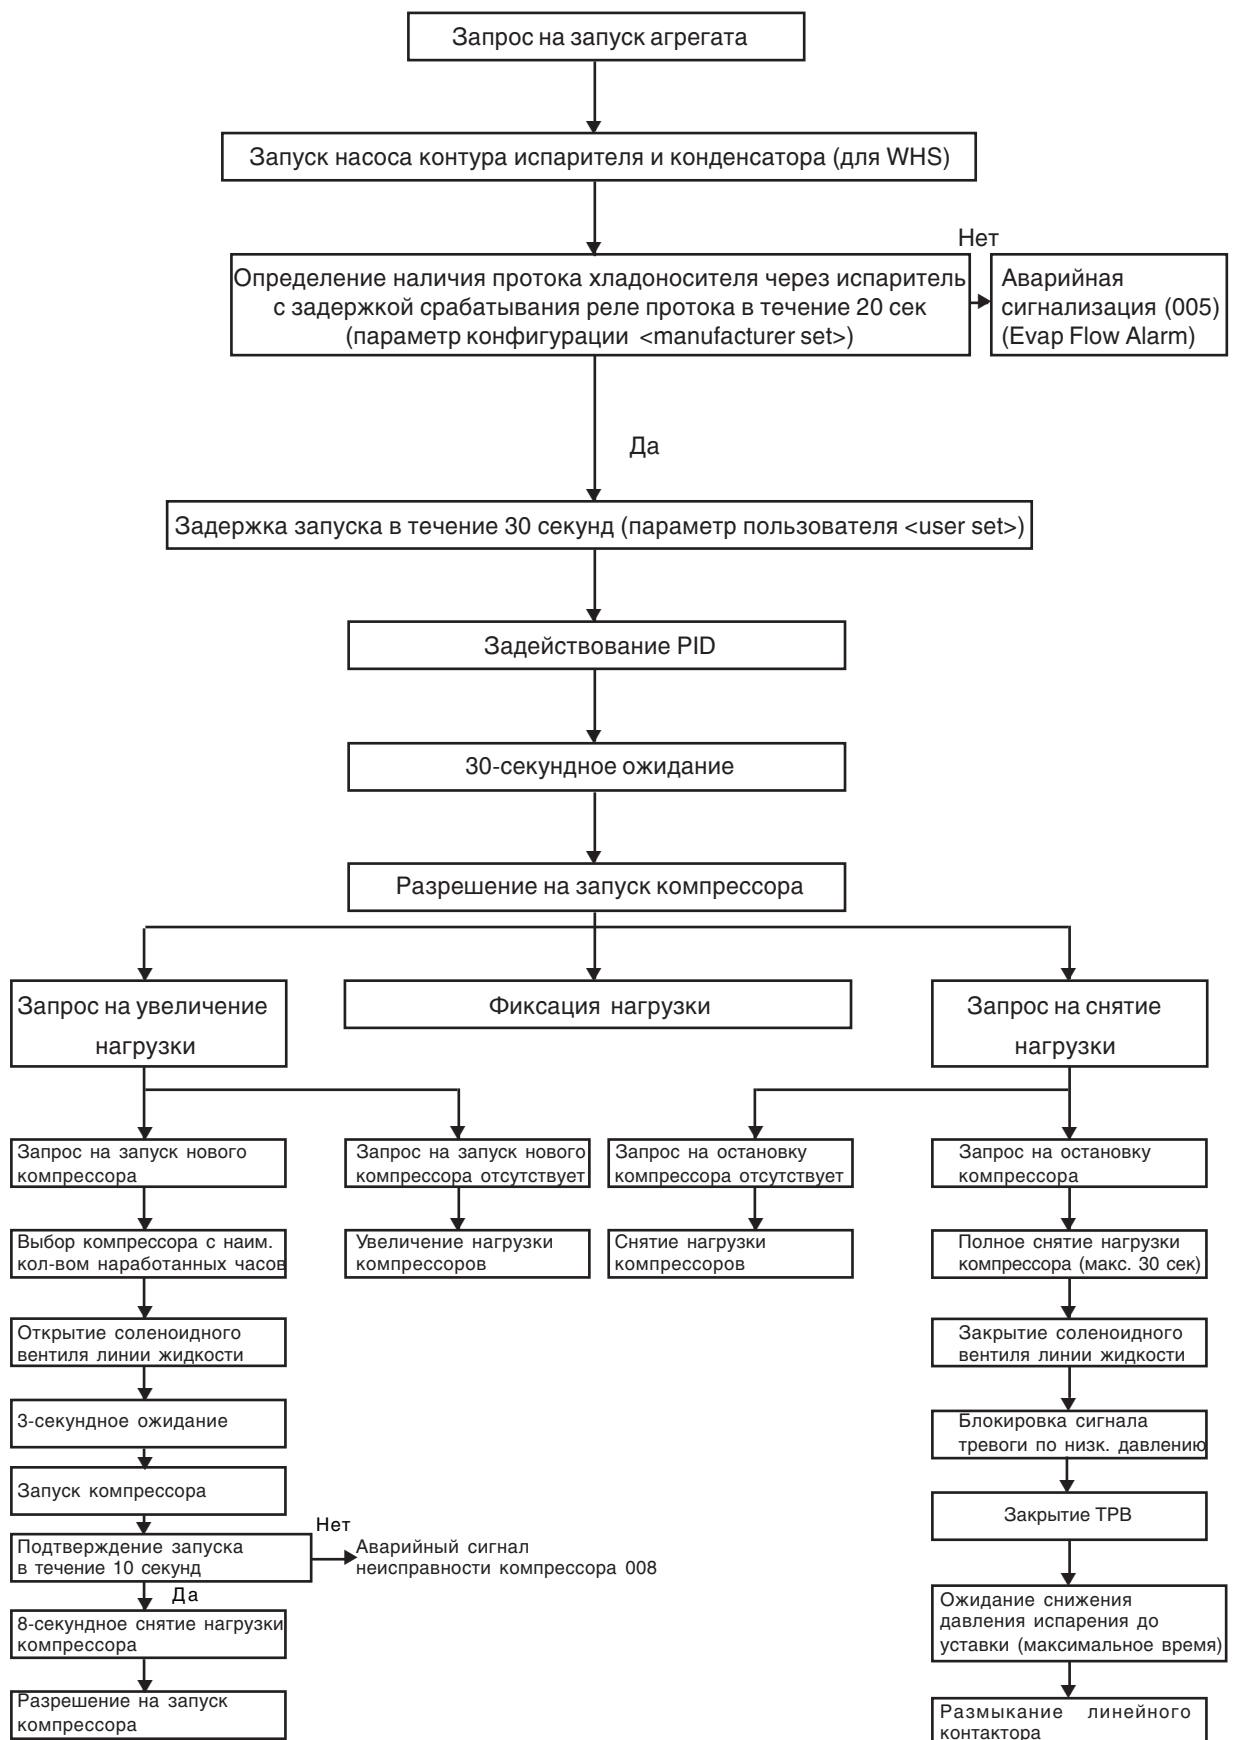 Запрос на запуск агрегата
Запуск насоса контура испарителя и конденсатора (для WHS)
Нет
Определение наличия протока хладоносителя через испаритель
с задержкой срабатывания реле протока в течение 20 сек
(параметр конфигурации <manufacturer set>)
Аварийная
сигнализация (005)
(Evap Flow Alarm)
Да
Задержка запуска в течение 30 секунд (параметр пользователя <user set>)
Задействование PID
30-секундное ожидание
Разрешение на запуск компрессора
Запрос на увеличение
нагрузки
Фиксация нагрузки
Запрос на снятие
нагрузки
Запрос на запуск нового
компрессора
Запрос на запуск нового
компрессора отсутствует
Запрос на остановку
компрессора отсутствует
Запрос на остановку
компрессора
Выбор компрессора с наим.
кол-вом наработанных часов
Увеличение нагрузки
компрессоров
Снятие нагрузки
компрессоров
Полное снятие нагрузки
компрессора (макс. 30 сек)
Открытие соленоидного
вентиля линии жидкости
Закрытие соленоидного
вентиля линии жидкости
3-секундное ожидание
Блокировка сигнала
тревоги по низк. давлению
Запуск компрессора
Закрытие ТРВ
Нет
Подтверждение запуска
в течение 10 секунд
Аварийный сигнал
неисправности компрессора 008
Да
8-секундное снятие нагрузки
компрессора
Ожидание снижения
давления испарения до
уставки (максимальное время)
Разрешение на запуск
компрессора
Размыкание линейного
контактора